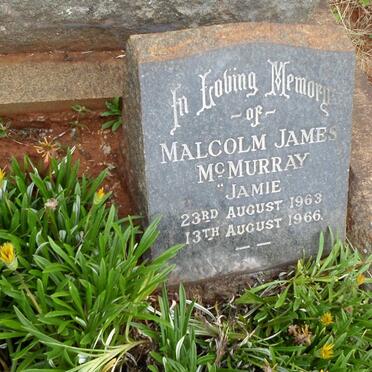 In Loving Memory
- of -
MALCOLM JAMES
McMURRAY
"JAMIE
23RD AUGUST 1963
13TH AUGUST 1966.